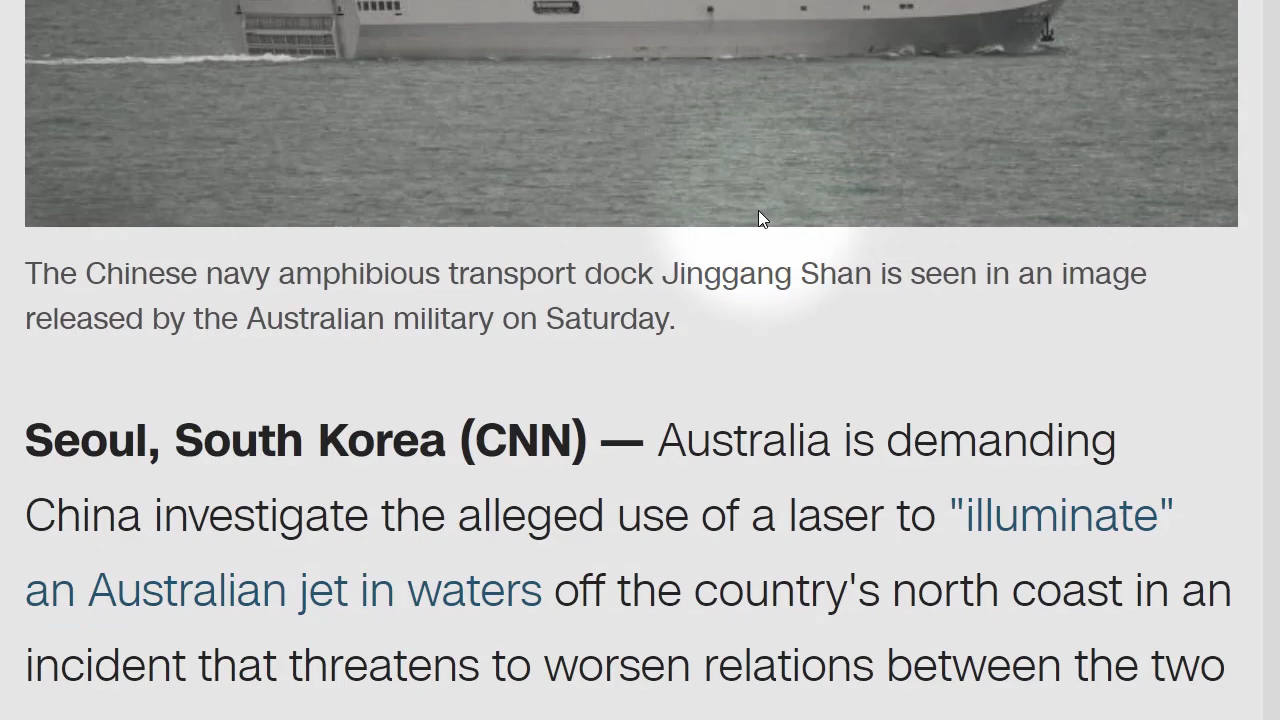 The Chinese navy amphibious transport dock Jinggang Shan is seen in an image
released by the Australian military on Saturday.
Seoul, South Korea (CNN) — Australia is demanding
China investigate the alleged use of a laser to "illuminate"
an Australian jet in waters off the country's north coast in an
incident that threatens to worsen relations between the two